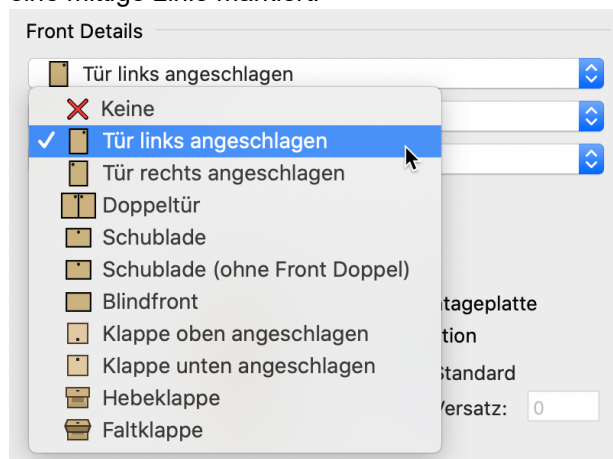 Front Details
Tür links angeschlagen
Keine
Tür links angeschlagen
Tür rechts angeschlagen
Doppeltür
Schublade
Schublade (ohne Front Doppel)
Blindfront
tageplatte
Klappe oben angeschlagen
tion
Klappe unten angeschlagen
Standard
Hebeklappe
Versatz: 0
Faltklappe